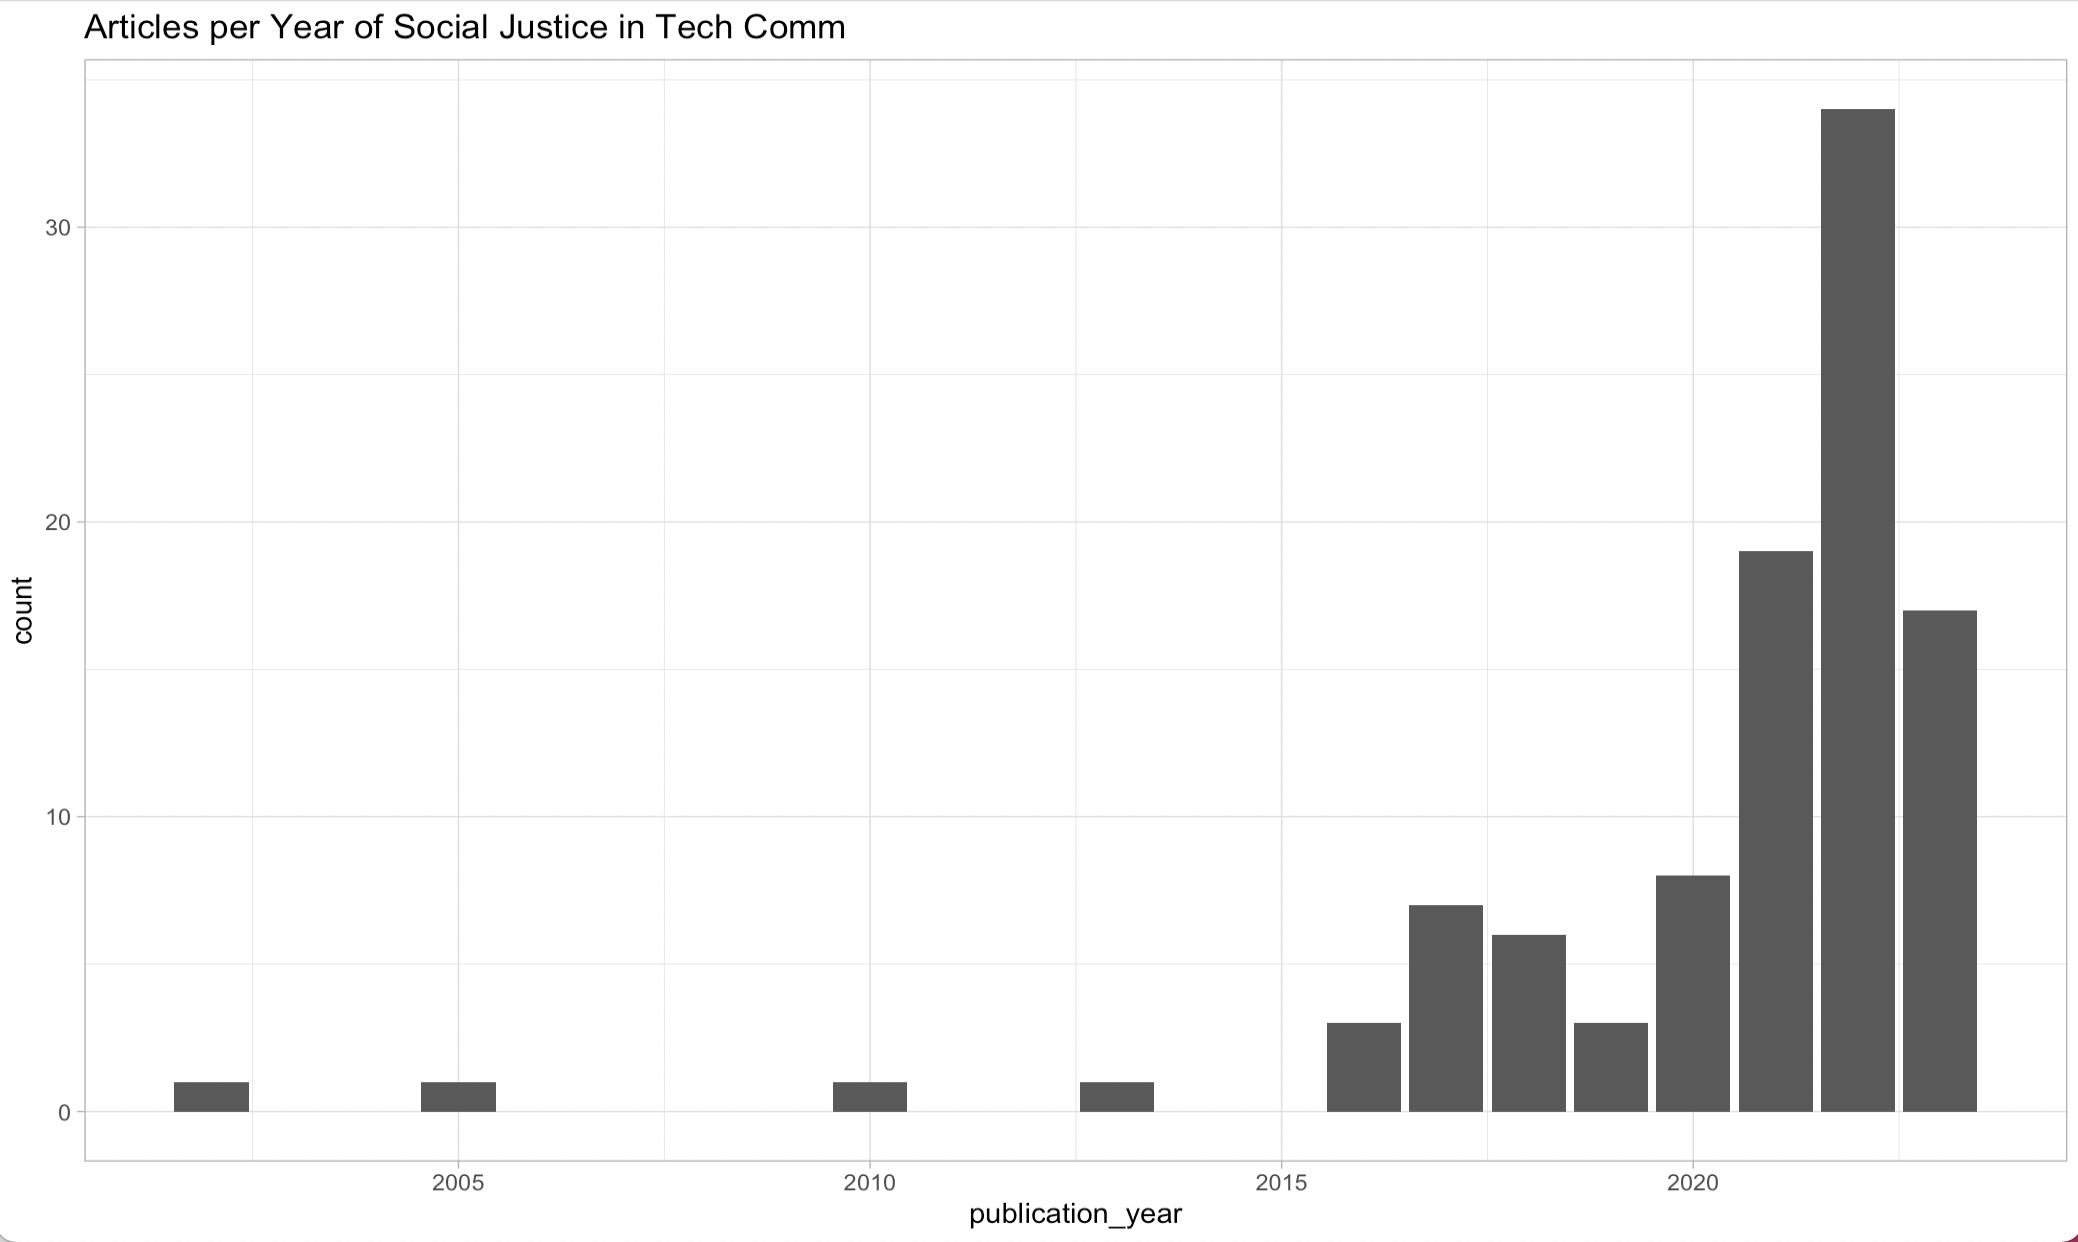 Articles per Year of Social Justice in Tech Comm
30
20
10
0
count
2005 2010 2015 2020
publication_year